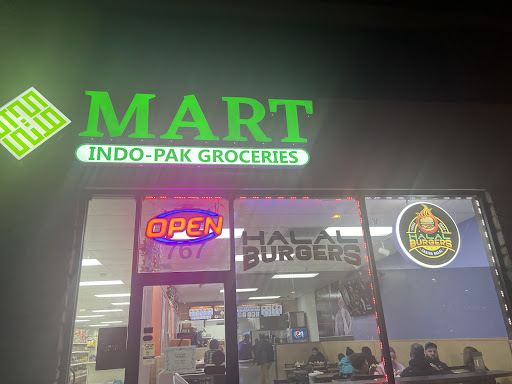 MART
INDO-PAK GROCERIES
OPEN
767
HALAL
BURGERS
HALAL
BURGERS